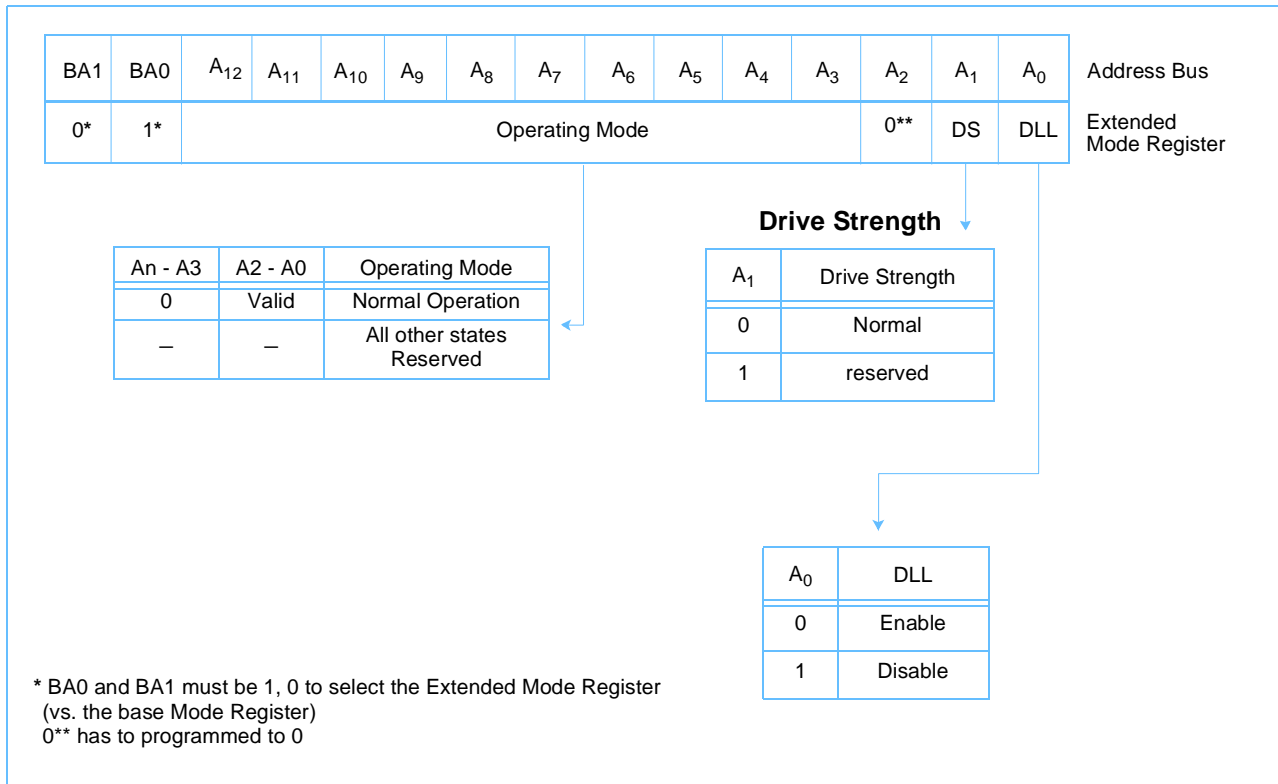 BA1 BA0 A12 A11 A10 A9 A8 A7 A6 A5 A4 A3 A2 A1 A0 Address Bus
0* 1* Operating Mode 0** DS DLL Extended
Mode Register
Drive Strength
An - A3 A2 - A0 Operating Mode
0 Valid Normal Operation
– – All other states
Reserved
A1 Drive Strength
0 Normal
1 reserved
A0 DLL
0 Enable
1 Disable
* BA0 and BA1 must be 1, 0 to select the Extended Mode Register
(vs. the base Mode Register)
0** has to programmed to 0